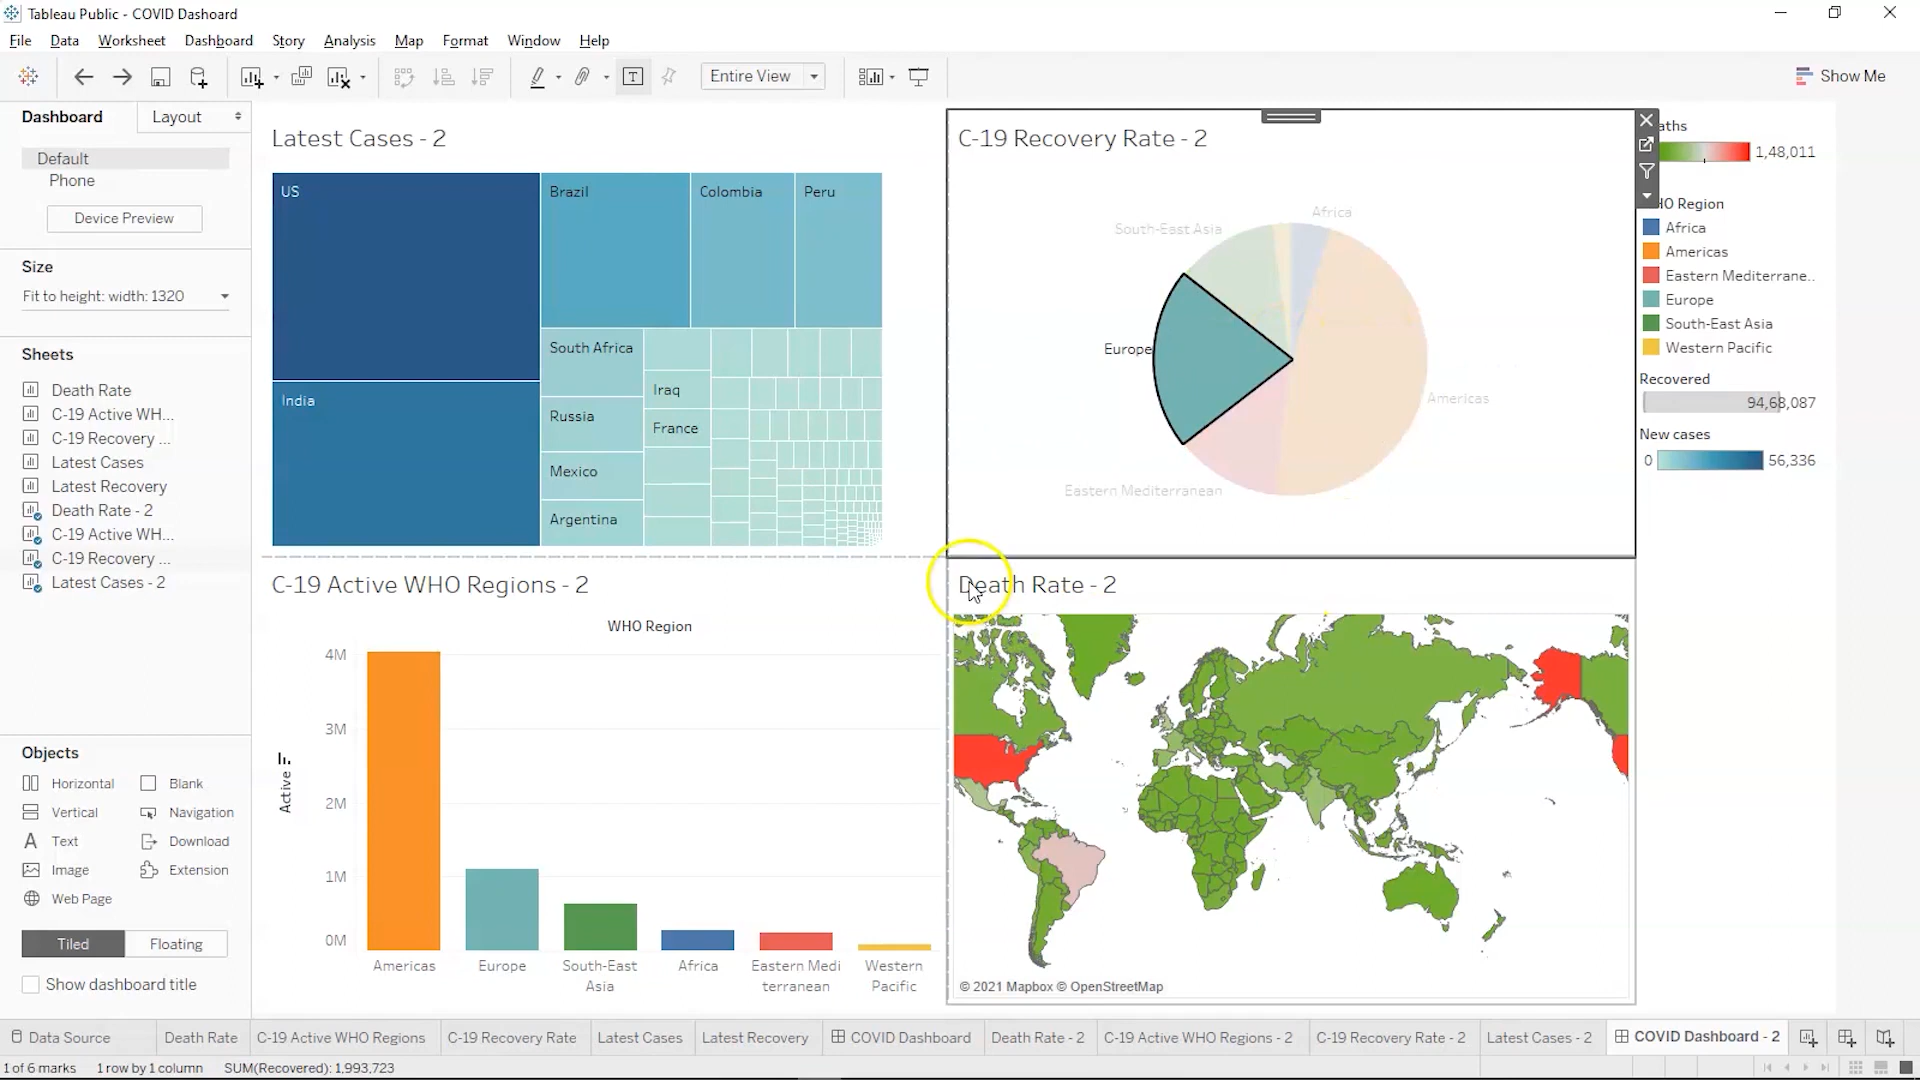 Tableau Public - COVID Dashoard
File Data Worksheet Dashboard Story Analysis Map Format Window Help
Entire View
Show Me
Dashboard
Layout
Default
Phone
Device Preview
Size
Fit to height: width: 1320
Sheets
Death Rate
C-19 Active WH...
C-19 Recovery ...
Latest Cases
Latest Recovery
Death Rate - 2
C-19 Active WH...
C-19 Recovery ...
Latest Cases - 2
Objects
Horizontal
Blank
Vertical
Navigation
Text
Download
Image
Extension
Web Page
Tiled
Floating
Show dashboard title
Latest Cases - 2
US
India
Brazil
Colombia
Peru
South Africa
Russia
Mexico
Argentina
Iraq
France
C-19 Recovery Rate - 2
Africa
South-East Asia
Europe
Americas
Eastern Mediterranean
aths
1,48,011
HO Region
Africa
Americas
Eastern Mediterrane..
Europe
South-East Asia
Western Pacific
Recovered
94,68,087
New cases
0
56,336
C-19 Active WHO Regions - 2
WHO Region
Active
4M
3M
2M
1M
0M
Americas
Europe
South-East
Asia
Africa
Eastern Medi
terranean
Western
Pacific
Death Rate - 2
© 2021 Mapbox © OpenStreetMap
Data Source
Death Rate
C-19 Active WHO Regions
C-19 Recovery Rate
Latest Cases
Latest Recovery
COVID Dashboard
Death Rate - 2
C-19 Active WHO Regions - 2
C-19 Recovery Rate - 2
Latest Cases - 2
COVID Dashboard - 2
1 of 6 marks
1 row by 1 column
SUM(Recovered): 1,993,723